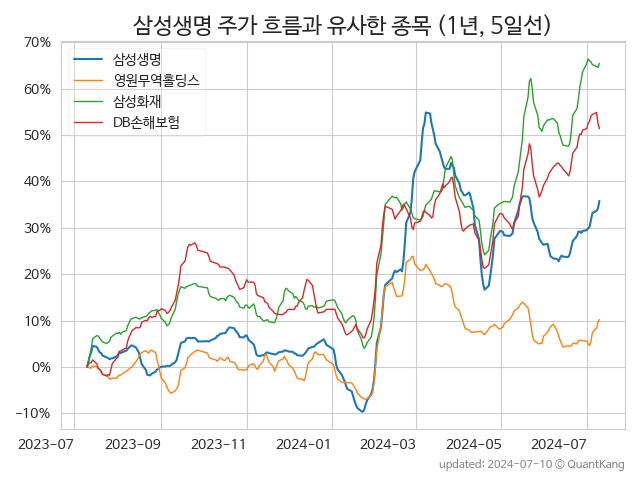 삼성생명 주가 흐름과 유사한 종목 (1년, 5일선)
70%
60%
50%
40%
30%
20%
10%
0%
−10%
삼성생명
영원무역홀딩스
삼성화재
DB손해보험
2023-07 2023-09 2023-11 2024-01 2024-03 2024-05 2024-07
updated: 2024-07-10 © QuantKang